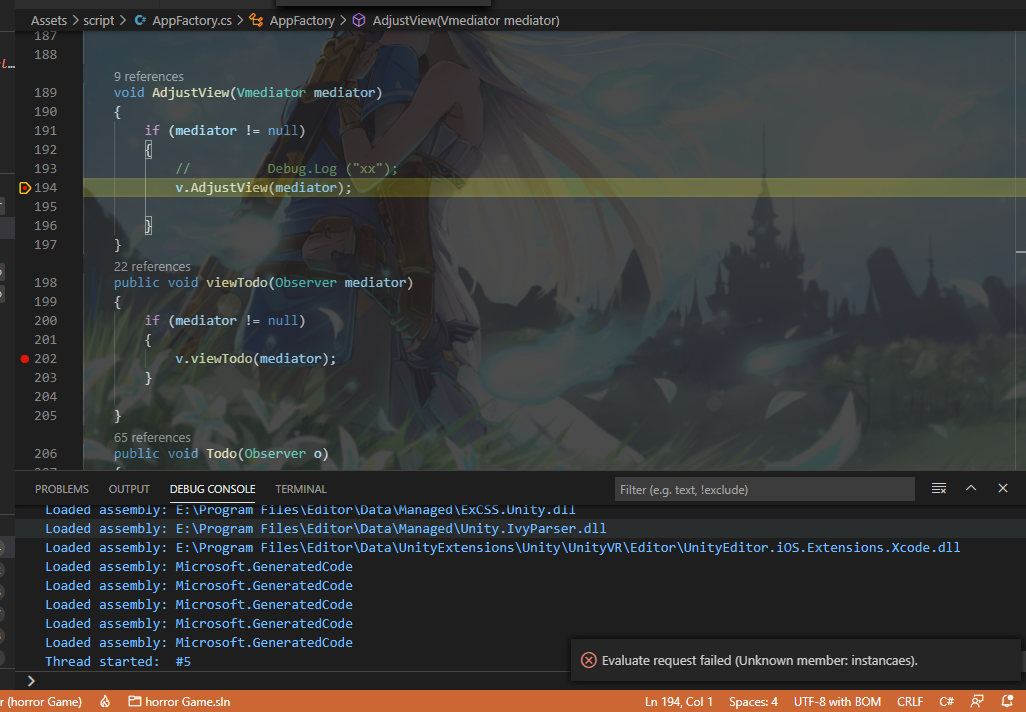 Assets > script > C# AppFactory.cs > AppFactory > AdjustView(Vmediator mediator)
187
188
9 references
189 void AdjustView(Vmediator mediator)
190 {
191 if (mediator != null)
192 {
193 // Debug.Log ("xx");
194 v.AdjustView(mediator);
195
196 }
197 }
22 references
198 public void viewTodo(Observer mediator)
199 {
200 if (mediator != null)
201 {
202 v.viewTodo(mediator);
203 }
204
205 }
65 references
206 public void Todo(Observer o)
PROBLEMS OUTPUT DEBUG CONSOLE TERMINAL Filter (e.g. text, !exclude)
Loaded assembly: E:\Program Files\Editor\Data\Managed\ExCSS.Unity.dll
Loaded assembly: E:\Program Files\Editor\Data\Managed\Unity.IvyParser.dll
Loaded assembly: E:\Program Files\Editor\Data\UnityExtensions\Unity\UnityVR\Editor\UnityEditor.iOS.Extensions.Xcode.dll
Loaded assembly: Microsoft.GeneratedCode
Loaded assembly: Microsoft.GeneratedCode
Loaded assembly: Microsoft.GeneratedCode
Loaded assembly: Microsoft.GeneratedCode
Loaded assembly: Microsoft.GeneratedCode
Thread started: #5
Evaluate request failed (Unknown member: instancaes).
r (horror Game) horror Game.sln Ln 194, Col 1 Spaces: 4 UTF-8 with BOM CRLF C#